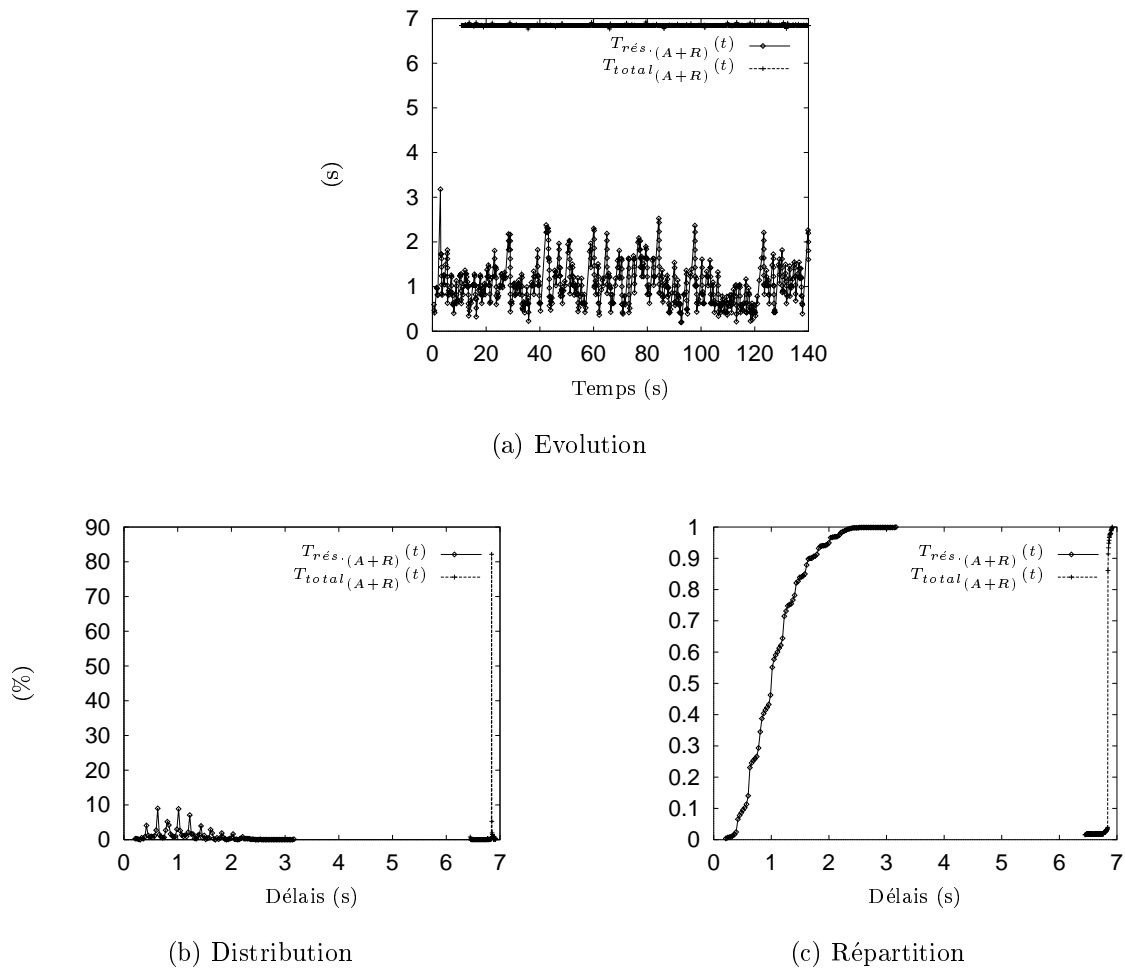 7
6
5
4
3
2
1
0
(s)
T_{rés.(A+R)}(t)
T_{total(A+R)}(t)
0 20 40 60 80 100 120 140
Temps (s)
(a) Evolution
90
80
70
60
50
40
30
20
10
0
(%)
T_{rés.(A+R)}(t)
T_{total(A+R)}(t)
0 1 2 3 4 5 6 7
Délais (s)
(b) Distribution
1
0.9
0.8
0.7
0.6
0.5
0.4
0.3
0.2
0.1
0
T_{rés.(A+R)}(t)
T_{total(A+R)}(t)
0 1 2 3 4 5 6 7
Délais (s)
(c) Répartition